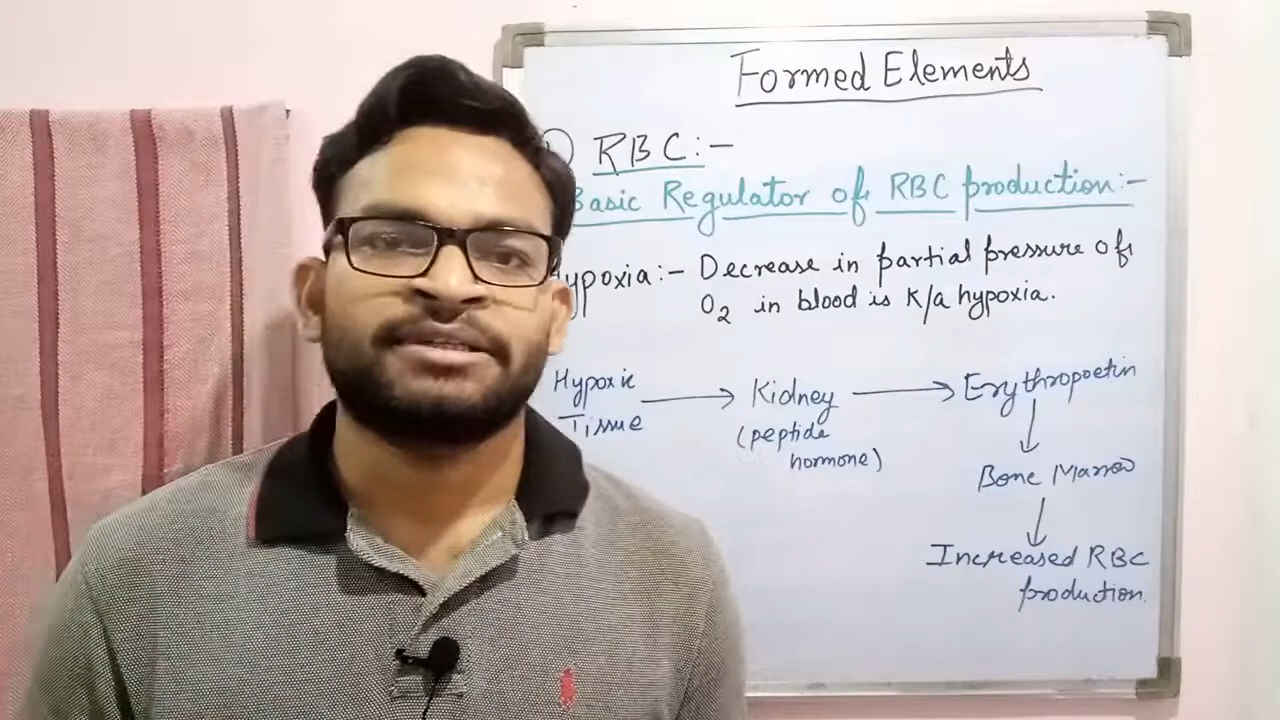 Formed Elements
) RBC:-
Basic Regulator of RBC production:-
Hypoxia:- Decrease in partial pressure of
O2 in blood is K/a hypoxia.
Hypoxic → Kidney → Erythropoetin
Tissue
(peptide
hormone)
↓
Bone Marrow
↓
Increased RBC
production.